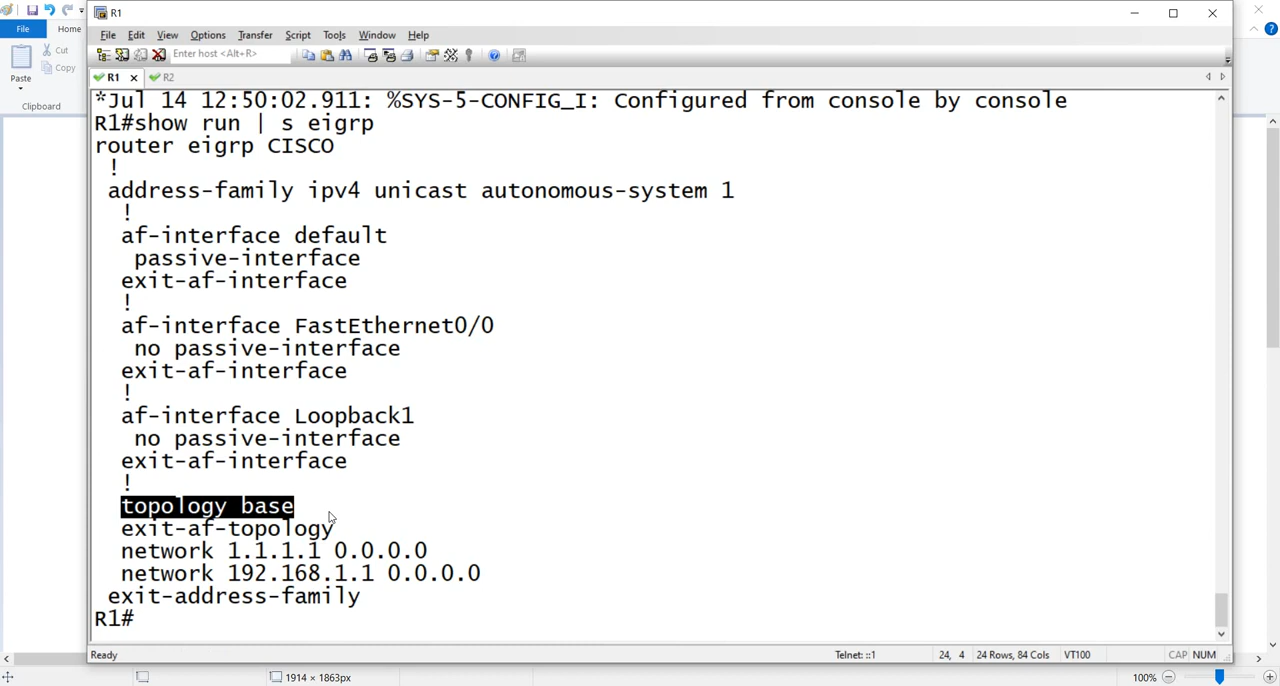 R1
File
Home
File Edit View Options Transfer Script Tools Window Help
Cut
Enter host <Alt+R>
Paste
Copy
R1
R2
Clipboard
*Jul 14 12:50:02.911: %SYS-5-CONFIG_I: Configured from console by console
R1#show run | s eigrp
router eigrp CISCO
!
address-family ipv4 unicast autonomous-system 1
!
af-interface default
passive-interface
exit-af-interface
!
af-interface FastEthernet0/0
no passive-interface
exit-af-interface
!
af-interface Loopback1
no passive-interface
exit-af-interface
!
topology base
exit-af-topology
network 1.1.1.1 0.0.0.0
network 192.168.1.1 0.0.0.0
exit-address-family
R1#
Ready
Telnet: ::1
24, 4
24 Rows, 84 Cols
VT100
CAP NUM
1914 × 1863px
100%